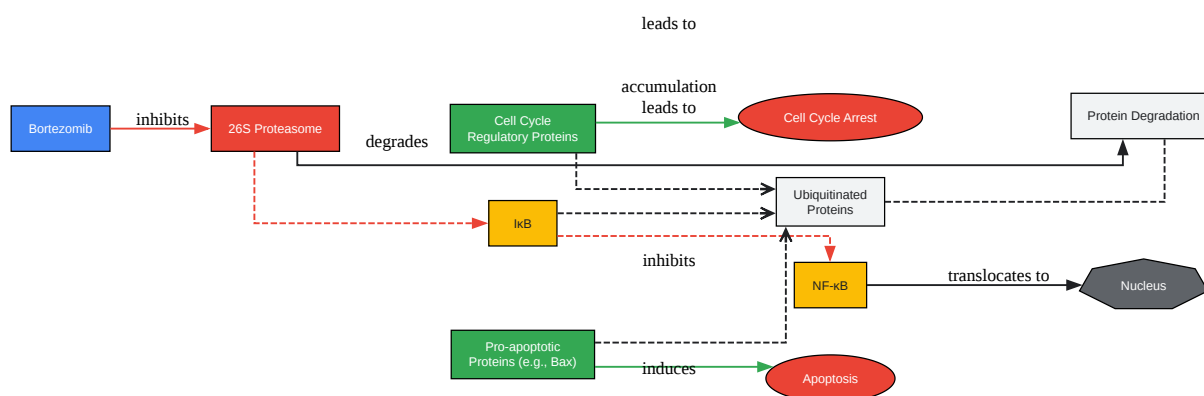 leads to
accumulation
leads to
Bortezomib
inhibits
26S Proteasome
degrades
Cell Cycle
Regulatory Proteins
Cell Cycle Arrest
Protein Degradation
Ubiquitinated
Proteins
IκB
inhibits
NF-κB
translocates to
Nucleus
Pro-apoptotic
Proteins (e.g., Bax)
induces
Apoptosis